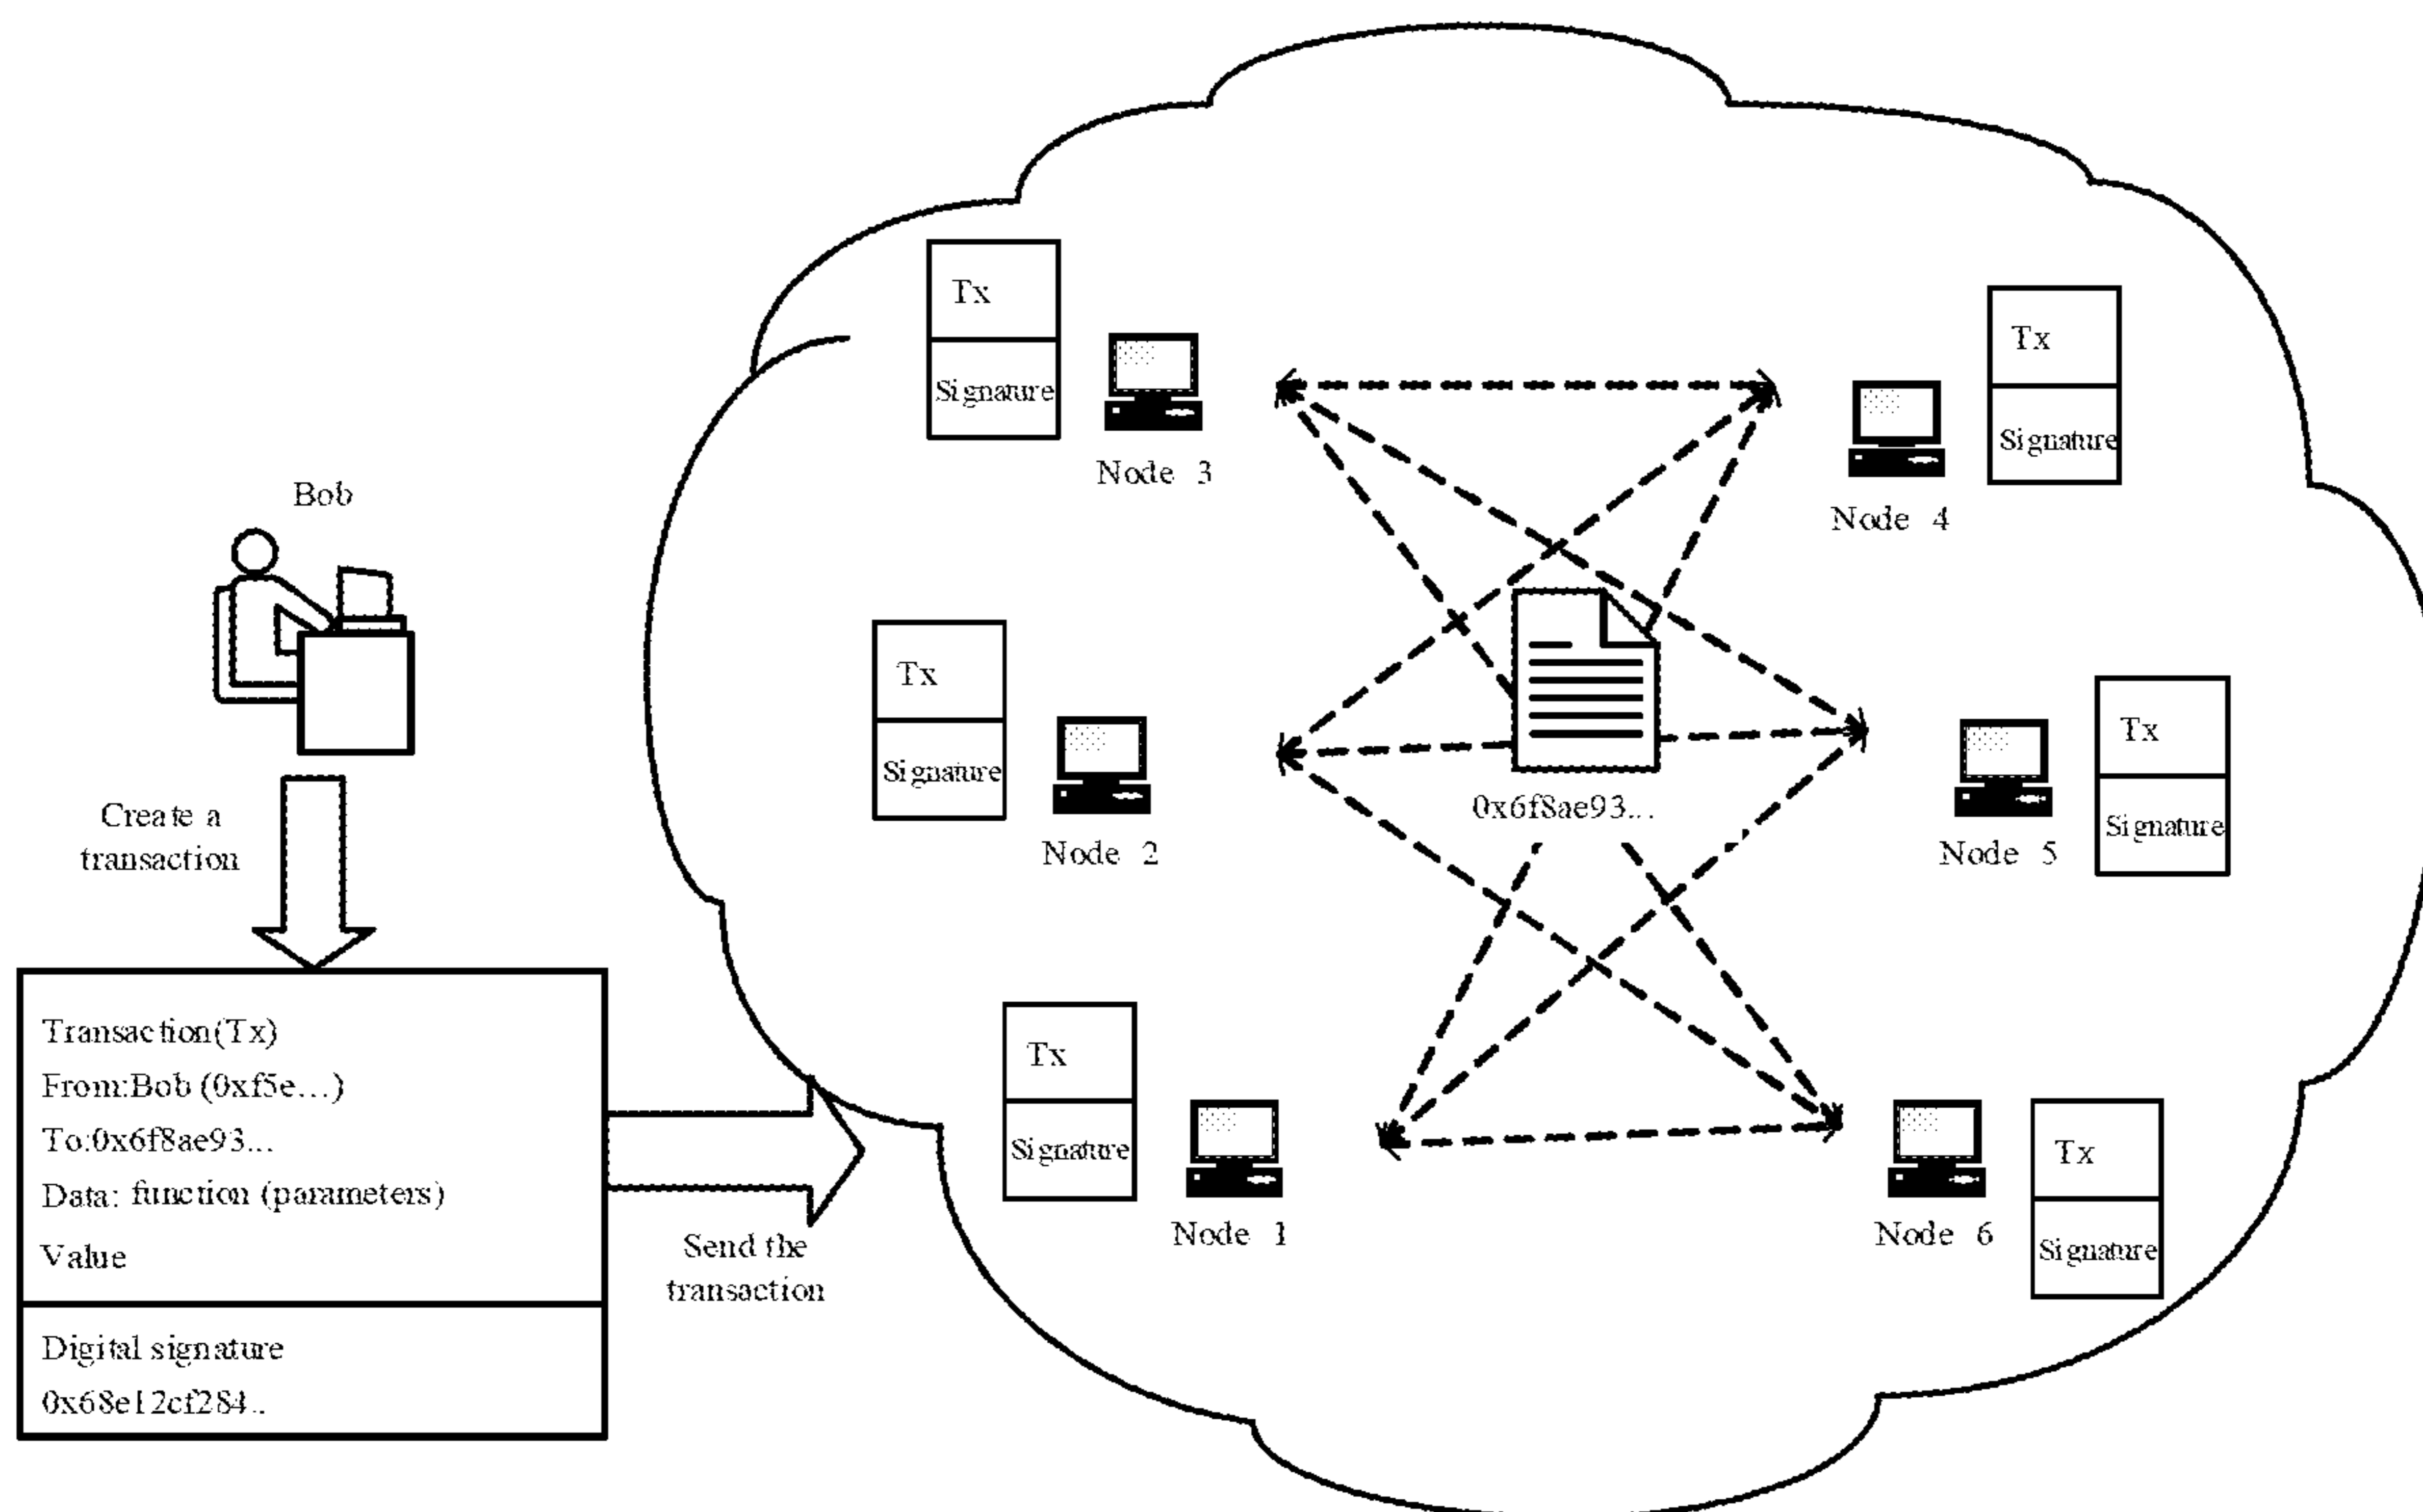 Bob
Create a
transaction
Transaction(Tx)
From:Bob (0xf5e...)
To:0x6f8ae93...
Data: function (parameters)
Value
Digital signature
0x68e12cf284..
Send the
transaction
Tx
Signature
Node 3
Tx
Signature
Node 4
Tx
Signature
Node 2
0x6f8ae93...
Tx
Signature
Node 5
Tx
Signature
Node 1
Tx
Signature
Node 6